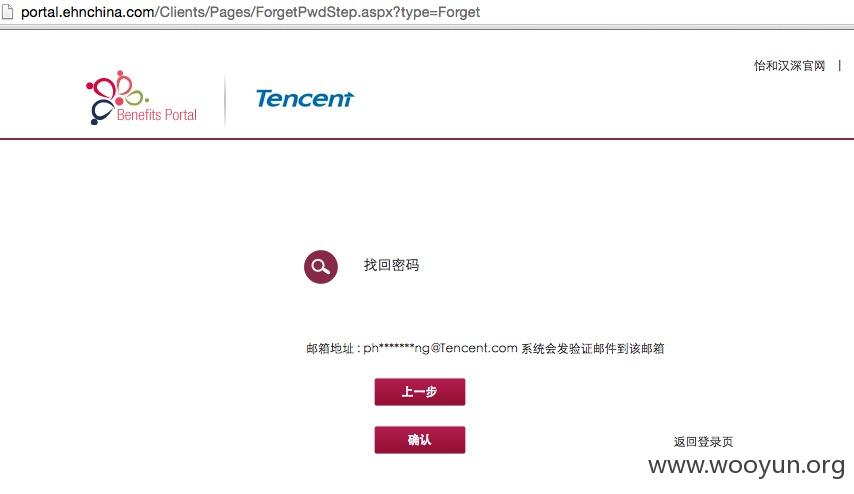 portal.ehnchina.com/Clients/Pages/ForgetPwdStep.aspx?type=Forget
怡和汉深官网 |
Benefits Portal
Tencent
找回密码
邮箱地址 : ph*******ng@Tencent.com 系统会发验证邮件到该邮箱
上一步
确认
返回登录页
www.wooyun.org